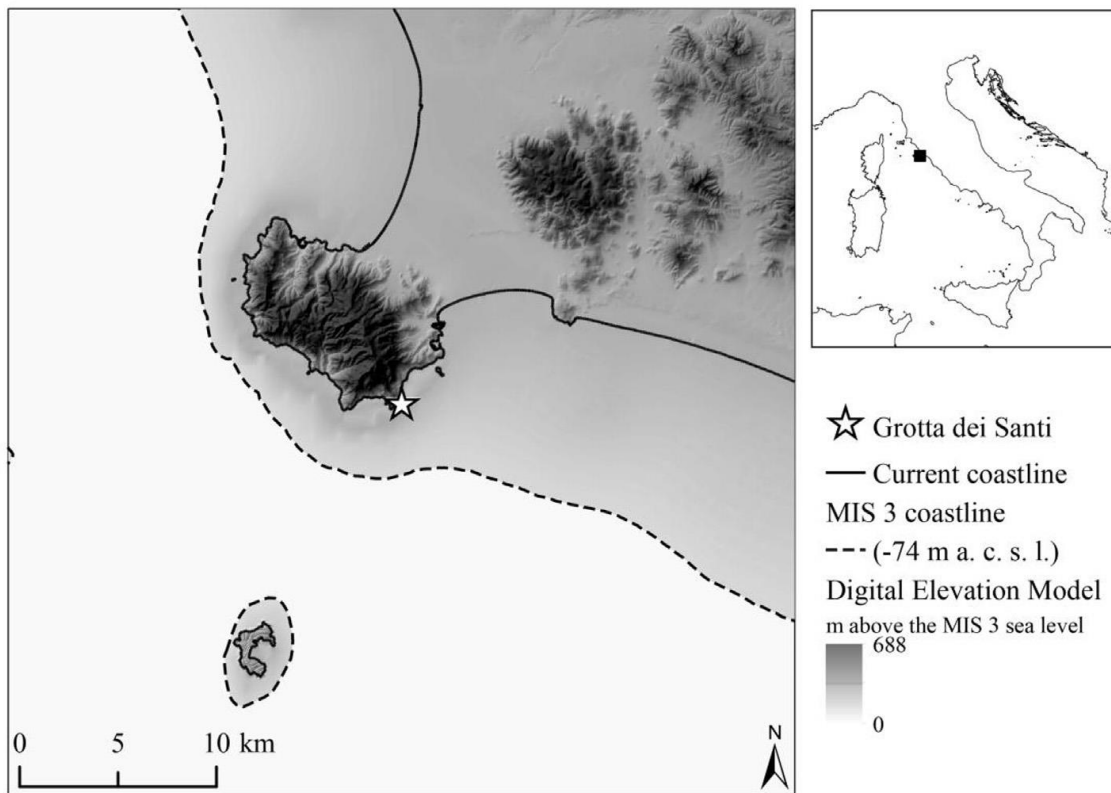 0 5 10 km
N
Grotta dei Santi
Current coastline
MIS 3 coastline
(-74 m a. c. s. l.)
Digital Elevation Model
m above the MIS 3 sea level
688
0